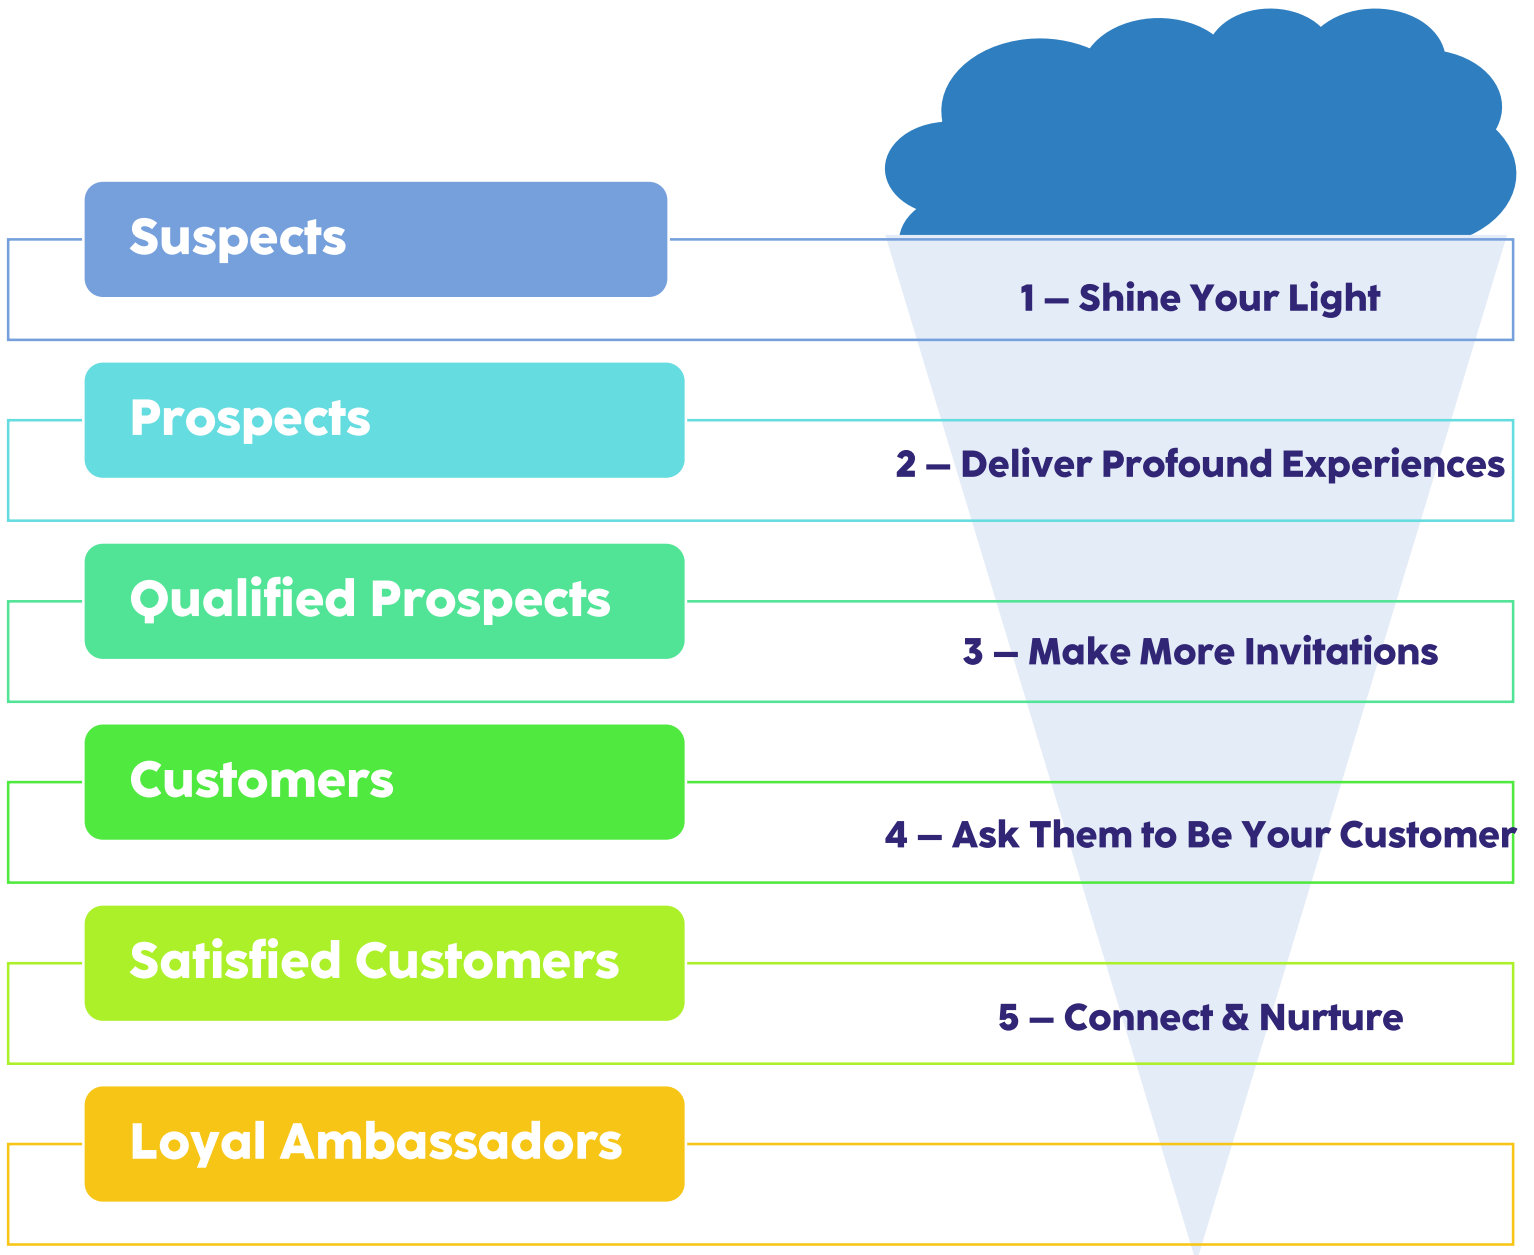 Suspects
1 – Shine Your Light
Prospects
2 – Deliver Profound Experiences
Qualified Prospects
3 – Make More Invitations
Customers
4 – Ask Them to Be Your Customer
Satisfied Customers
5 – Connect & Nurture
Loyal Ambassadors